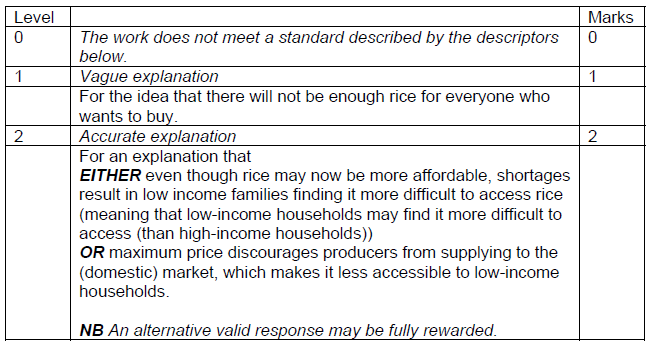 Level Marks
0 The work does not meet a standard described by the descriptors 0
below.
1 Vague explanation 1
For the idea that there will not be enough rice for everyone who
wants to buy.
2 Accurate explanation 2
For an explanation that
EITHER even though rice may now be more affordable, shortages
result in low income families finding it more difficult to access rice
(meaning that low-income households may find it more difficult to
access (than high-income households))
OR maximum price discourages producers from supplying to the
(domestic) market, which makes it less accessible to low-income
households.
NB An alternative valid response may be fully rewarded.